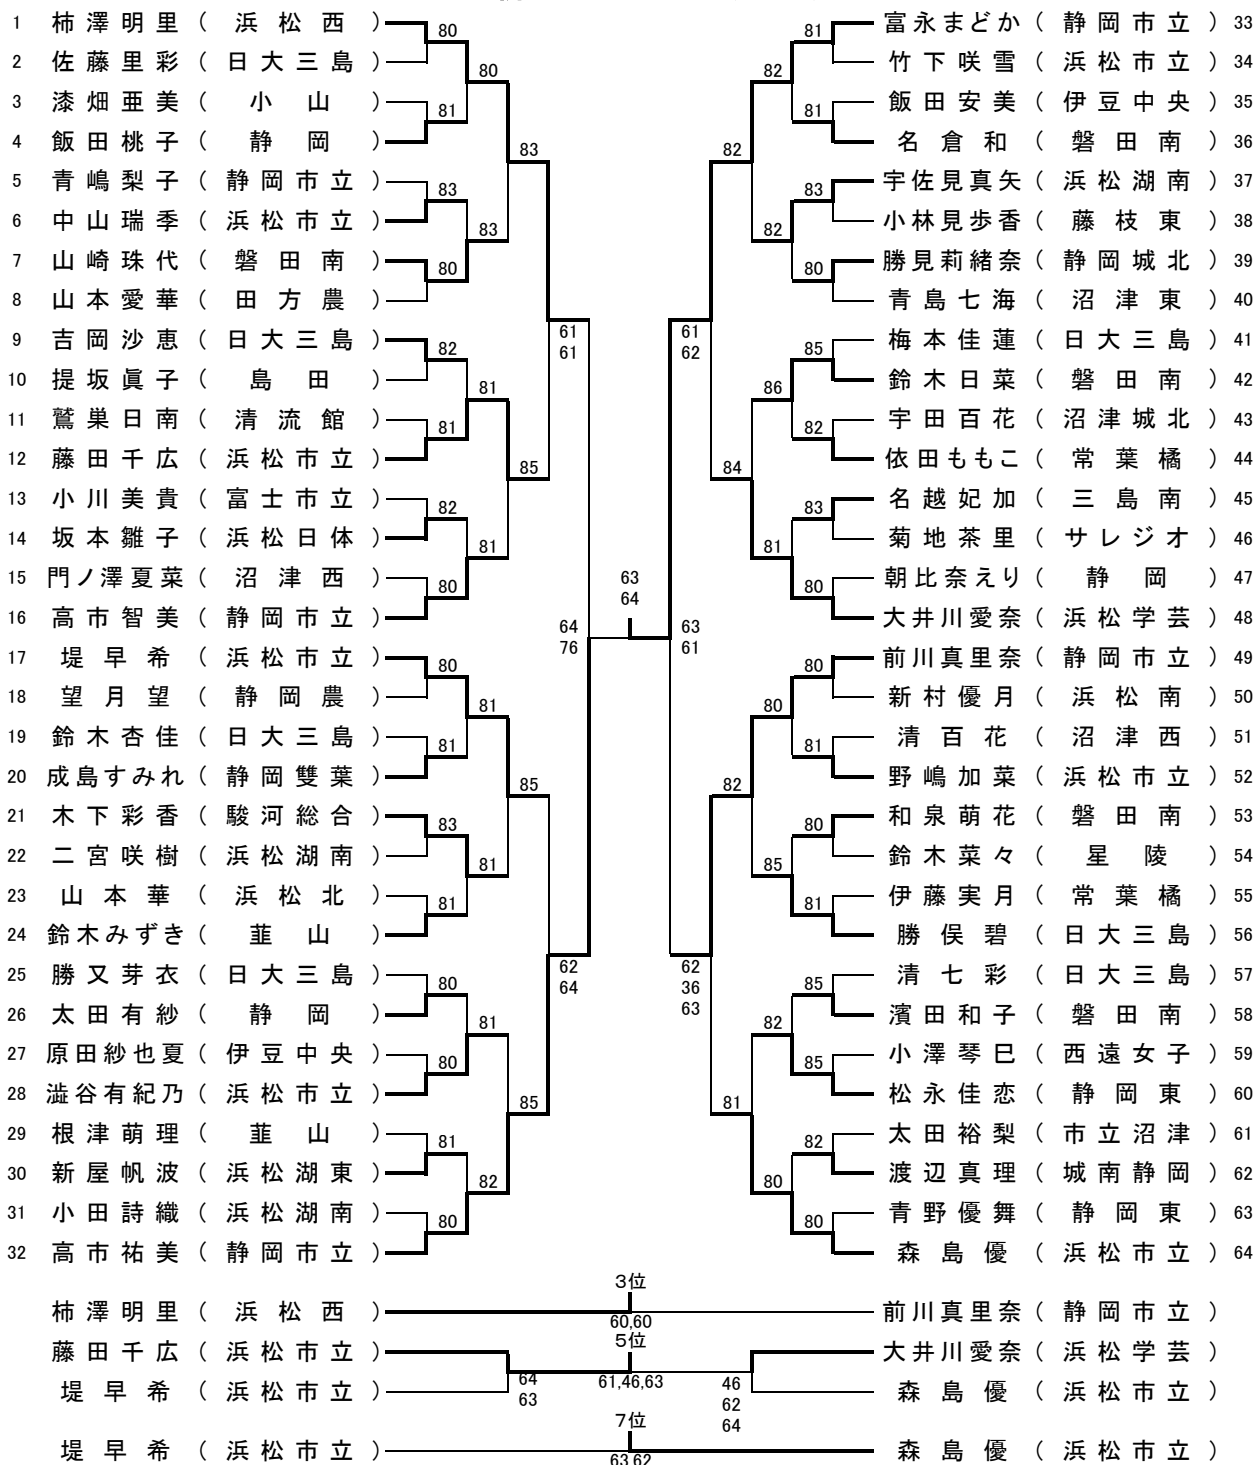 1 柿澤明里 ( 浜松西 ) 80 81 富永まどか ( 静岡市立 ) 33
2 佐藤里彩 ( 日大三島 ) 80 82 竹下咲雪 ( 浜松市立 ) 34
3 漆畑亜美 ( 小山 ) 81 81 飯田安美 ( 伊豆中央 ) 35
4 飯田桃子 ( 静岡 ) 83 82 名倉和 ( 磐田南 ) 36
5 青嶋梨子 ( 静岡市立 ) 83 83 宇佐見真矢 ( 浜松湖南 ) 37
6 中山瑞季 ( 浜松市立 ) 83 82 小林見歩香 ( 藤枝東 ) 38
7 山崎珠代 ( 磐田南 ) 80 80 勝見莉緒奈 ( 静岡城北 ) 39
8 山本愛華 ( 田方農 ) 61 61 青島七海 ( 沼津東 ) 40
9 吉岡沙恵 ( 日大三島 ) 82 61 62 85 梅本佳蓮 ( 日大三島 ) 41
10 提坂眞子 ( 島田 ) 81 86 鈴木日菜 ( 磐田南 ) 42
11 鷲巣日南 ( 清流館 ) 81 82 宇田百花 ( 沼津城北 ) 43
12 藤田千広 ( 浜松市立 ) 85 84 依田ももこ ( 常葉橘 ) 44
13 小川美貴 ( 富士市立 ) 82 83 名越妃加 ( 三島南 ) 45
14 坂本雛子 ( 浜松日体 ) 81 81 菊地茶里 ( サレジオ ) 46
15 門ノ澤夏菜 ( 沼津西 ) 80 63 80 朝比奈えり ( 静岡 ) 47
16 高市智美 ( 静岡市立 ) 64 64 63 大井川愛奈 ( 浜松学芸 ) 48
17 堤早希 ( 浜松市立 ) 80 76 61 80 前川真里奈 ( 静岡市立 ) 49
18 望月望 ( 静岡農 ) 81 80 新村優月 ( 浜松南 ) 50
19 鈴木杏佳 ( 日大三島 ) 81 81 清百花 ( 沼津西 ) 51
20 成島すみれ ( 静岡雙葉 ) 85 82 野嶋加菜 ( 浜松市立 ) 52
21 木下彩香 ( 駿河総合 ) 83 80 和泉萌花 ( 磐田南 ) 53
22 二宮咲樹 ( 浜松湖南 ) 81 85 鈴木菜々 ( 星陵 ) 54
23 山本華 ( 浜松北 ) 81 81 伊藤実月 ( 常葉橘 ) 55
24 鈴木みずき ( 韮山 ) 62 62 勝俣碧 ( 日大三島 ) 56
25 勝又芽衣 ( 日大三島 ) 80 64 36 85 清七彩 ( 日大三島 ) 57
26 太田有紗 ( 静岡 ) 81 63 82 濱田和子 ( 磐田南 ) 58
27 原田紗也夏 ( 伊豆中央 ) 80 85 小澤琴巳 ( 西遠女子 ) 59
28 澁谷有紀乃 ( 浜松市立 ) 85 81 松永佳恋 ( 静岡東 ) 60
29 根津萌理 ( 韮山 ) 81 82 太田裕梨 ( 市立沼津 ) 61
30 新屋帆波 ( 浜松湖東 ) 82 80 渡辺真理 ( 城南静岡 ) 62
31 小田詩織 ( 浜松湖南 ) 80 80 青野優舞 ( 静岡東 ) 63
32 高市祐美 ( 静岡市立 ) 森島優 ( 浜松市立 ) 64
3位
柿澤明里 ( 浜松西 ) 60,60 前川真里奈 ( 静岡市立 )
5位
藤田千広 ( 浜松市立 ) 64 61,46,63 46 大井川愛奈 ( 浜松学芸 )
堤早希 ( 浜松市立 ) 63 62 森島優 ( 浜松市立 )
7位 64
堤早希 ( 浜松市立 ) 63,62 森島優 ( 浜松市立 )